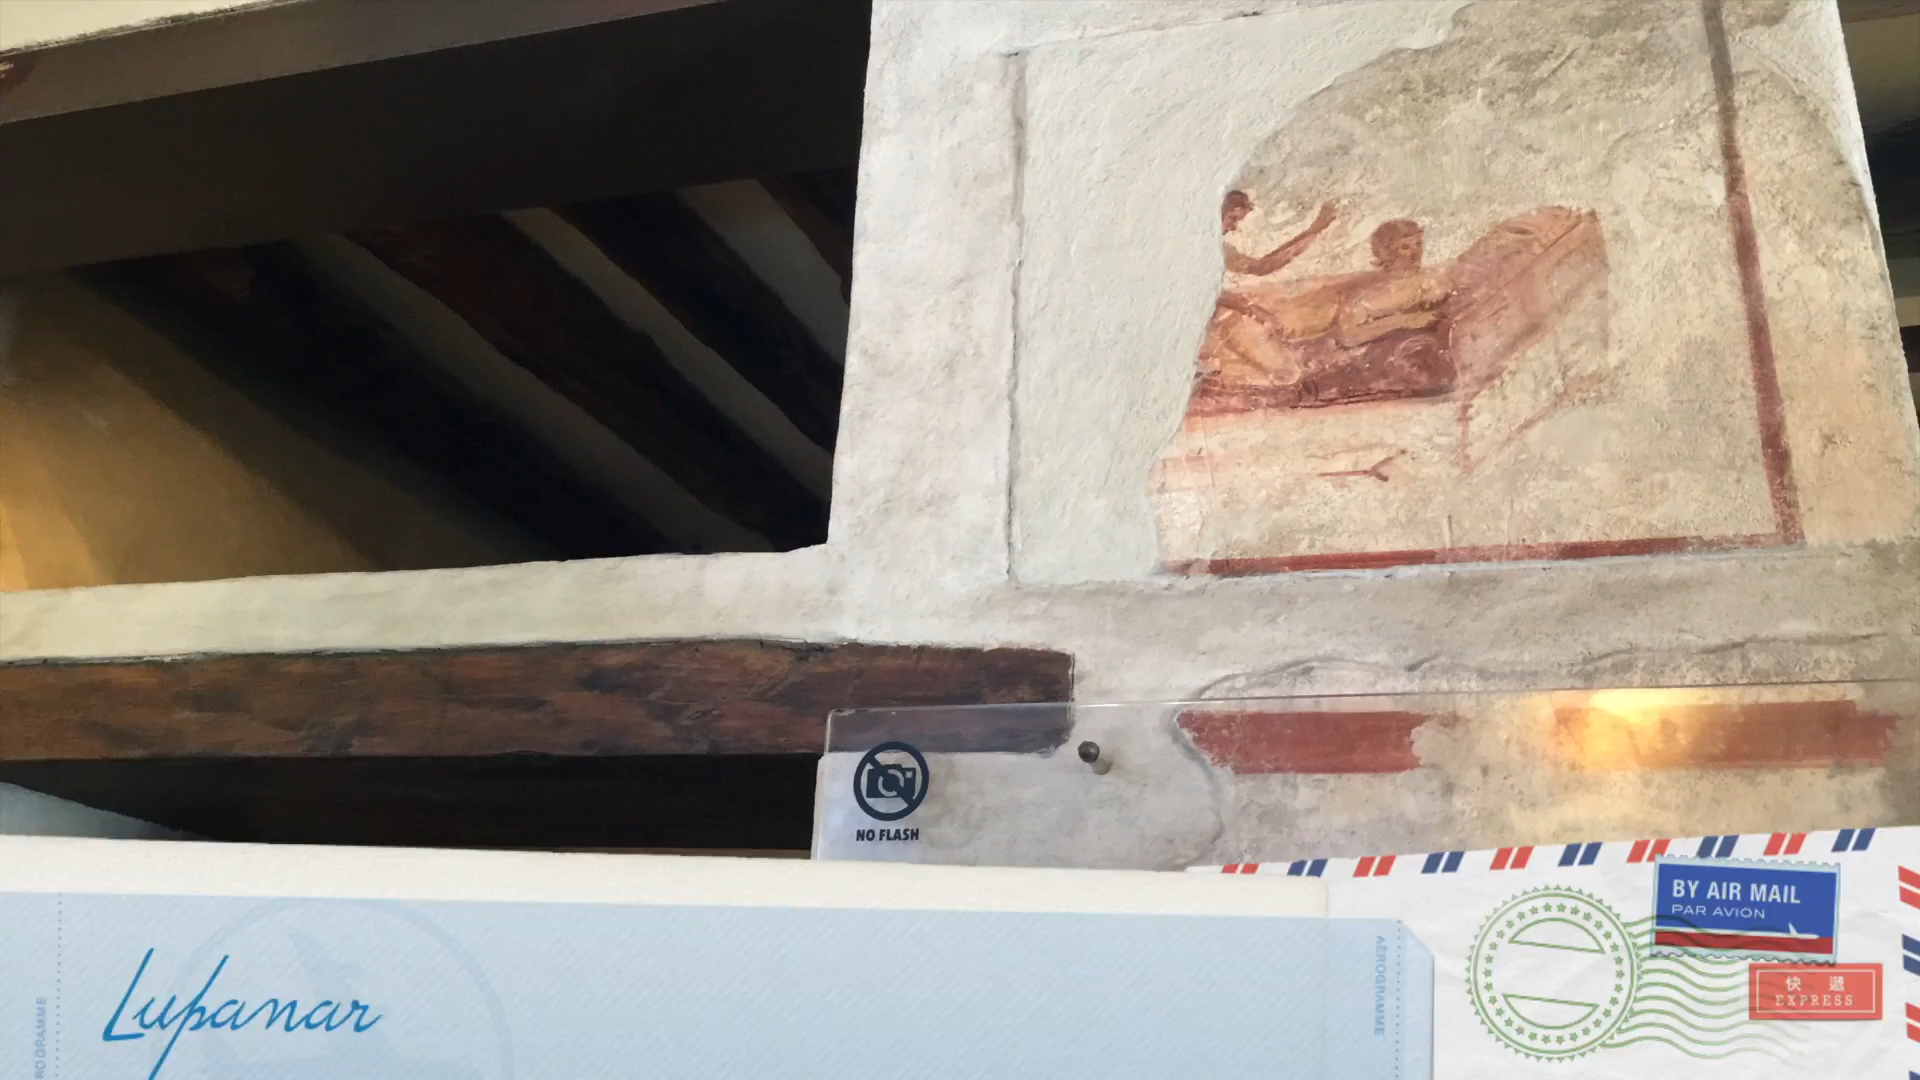 NO FLASH
Lupanar
AEROGRAMME
BY AIR MAIL
PAR AVION
快遞
EXPRESS